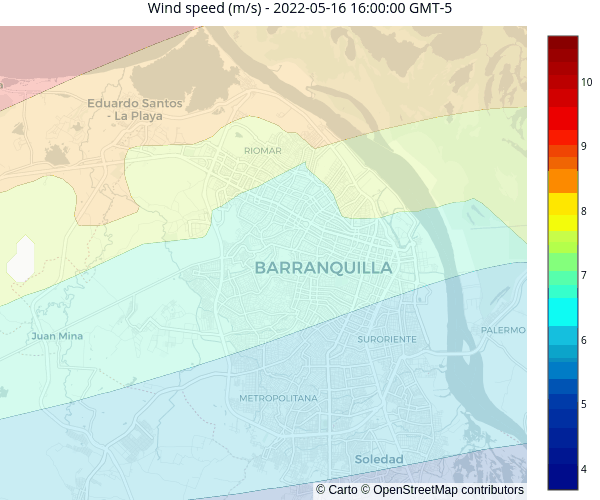 Wind speed (m/s) - 2022-05-16 16:00:00 GMT-5
Eduardo Santos
- La Playa
RIOMAR
BARRANQUILLA
Juan Mina
SURORIENTE
PALERMO
METROPOLITANA
Soledad
© Carto © OpenStreetMap contributors
10
9
8
7
6
5
4